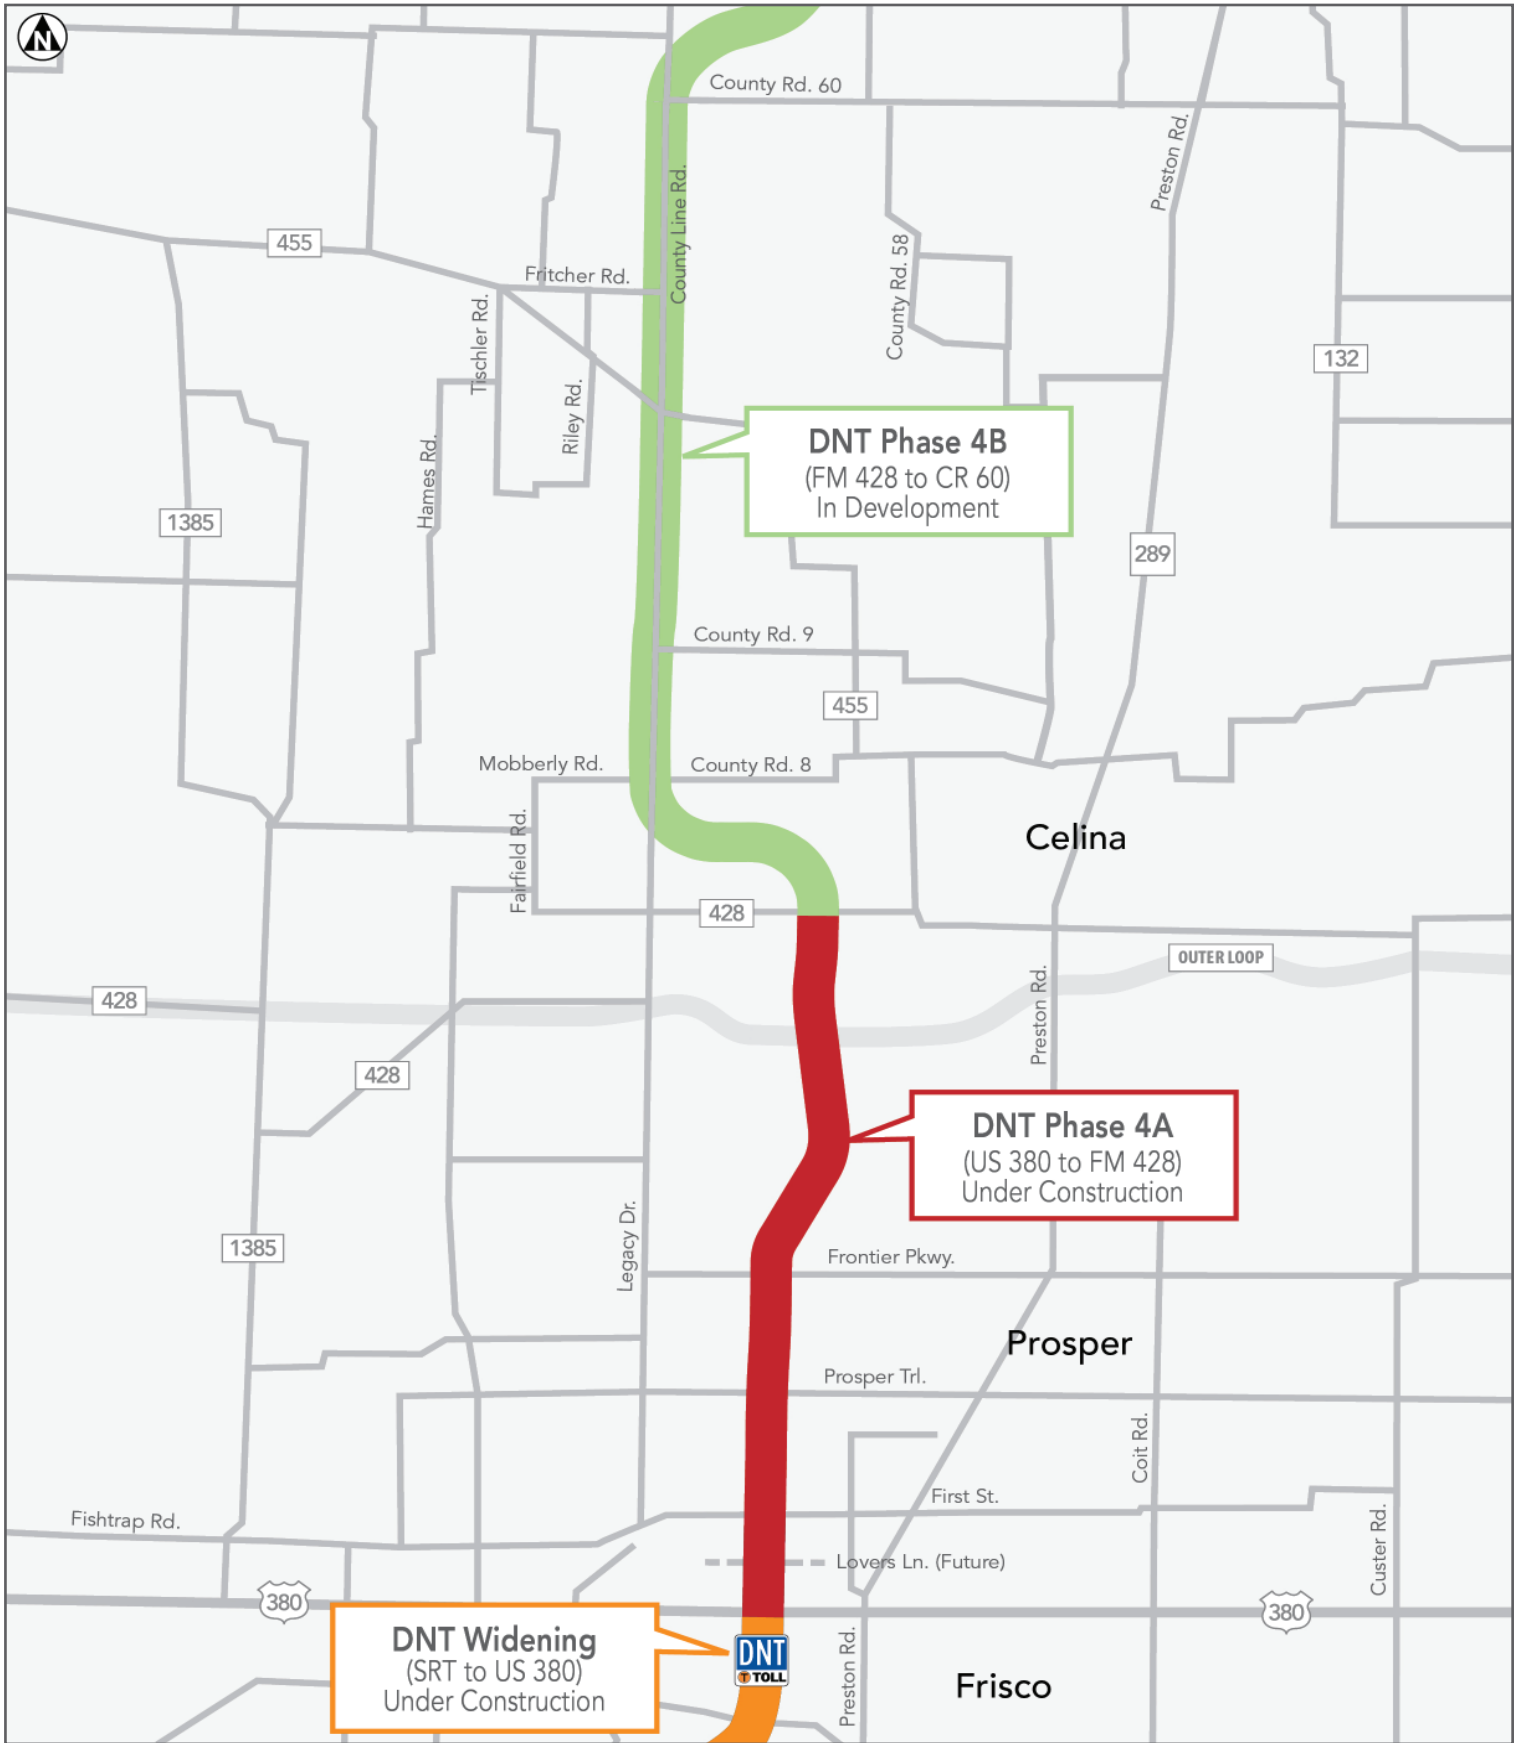 N
County Rd. 60
Preston Rd.
County Line Rd.
455
County Rd. 58
Fritcher Rd.
Tischler Rd.
132
Riley Rd.
DNT Phase 4B
(FM 428 to CR 60)
In Development
Hames Rd.
1385
289
County Rd. 9
455
Mobberly Rd.
County Rd. 8
Fairfield Rd.
Celina
428
OUTER LOOP
428
Preston Rd.
428
DNT Phase 4A
(US 380 to FM 428)
Under Construction
Legacy Dr.
1385
Frontier Pkwy.
Prosper
Prosper Trl.
Coit Rd.
First St.
Fishtrap Rd.
Custer Rd.
Lovers Ln. (Future)
380
380
DNT Widening
(SRT to US 380)
Under Construction
DNT
T TOLL
Preston Rd.
Frisco